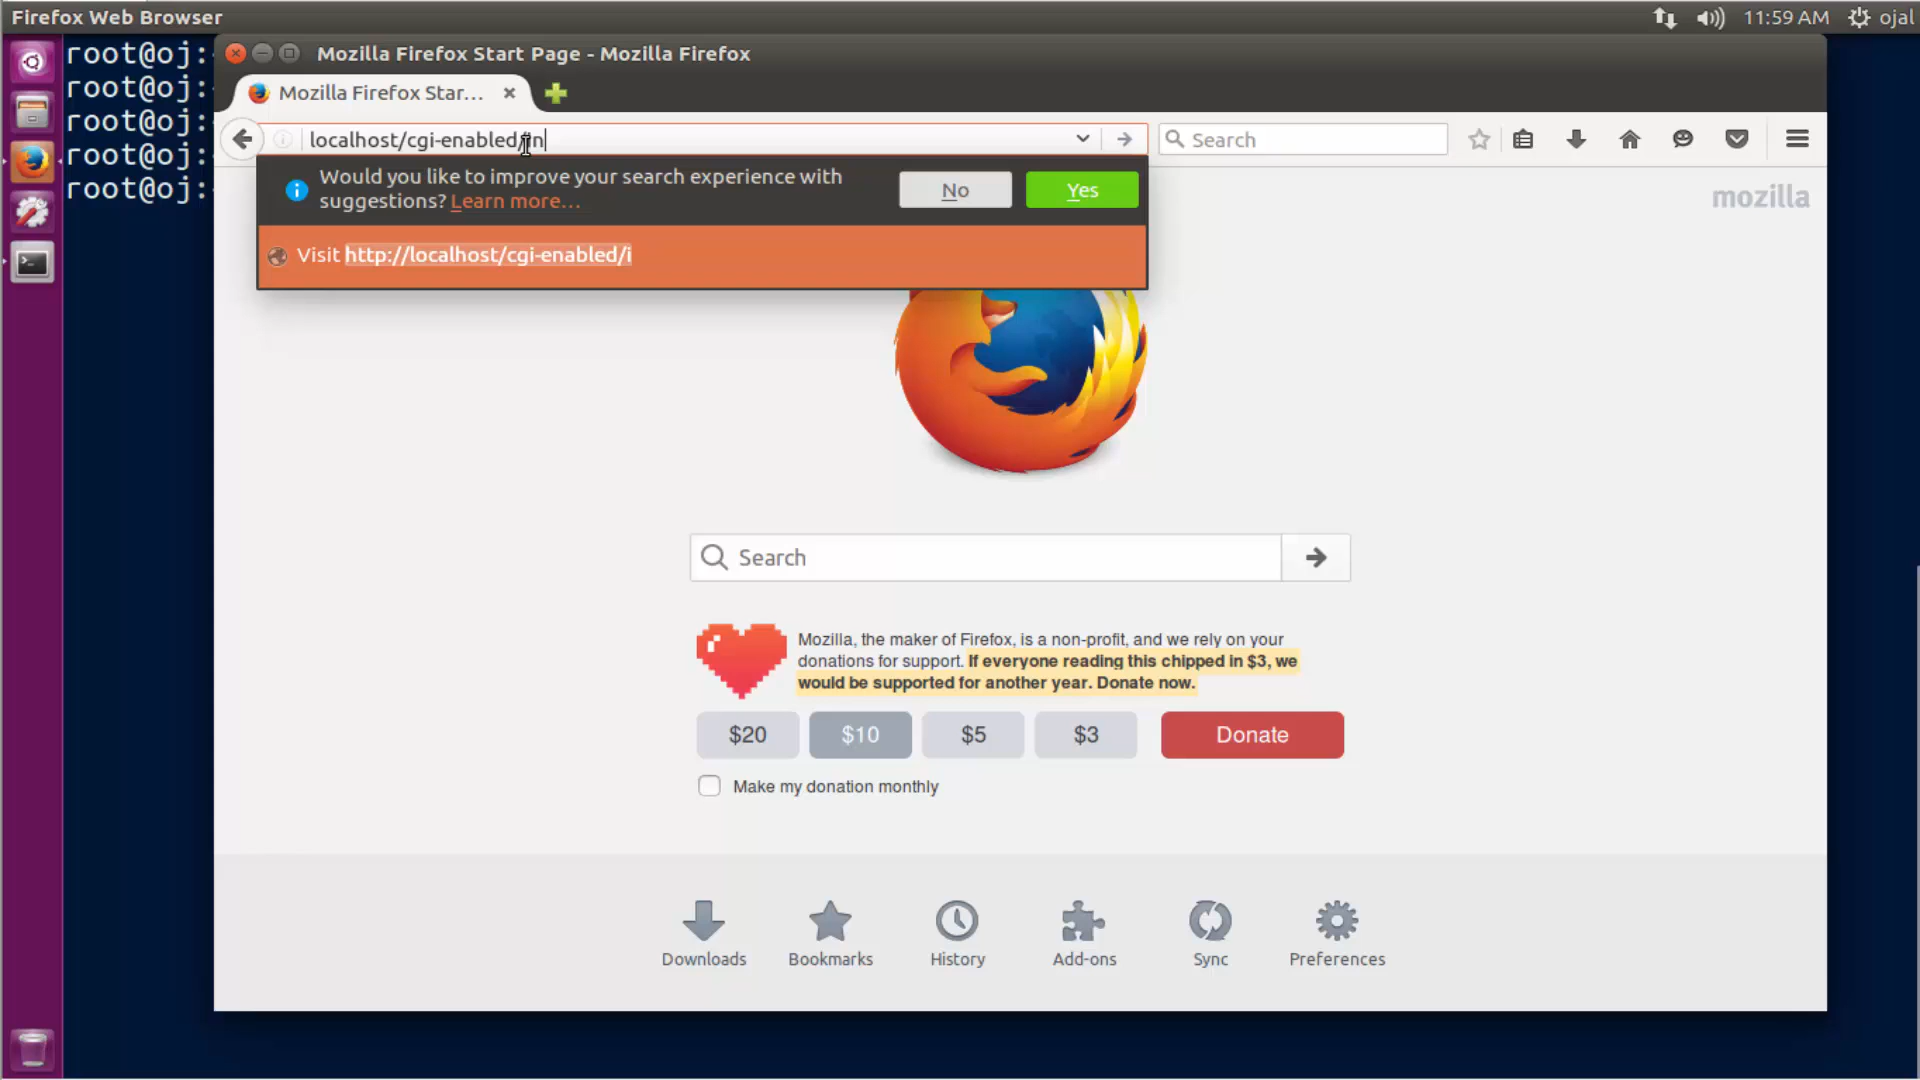 Firefox Web Browser
11:59 AM
ojal
root@oj:
root@oj:
root@oj:
root@oj:
root@oj:
Mozilla Firefox Start Page - Mozilla Firefox
Mozilla Firefox Star...
localhost/cgi-enabled/in
Search
Would you like to improve your search experience with
suggestions? Learn more...
No
Yes
Visit http://localhost/cgi-enabled/i
mozilla
Search
Mozilla, the maker of Firefox, is a non-profit, and we rely on your
donations for support. If everyone reading this chipped in $3, we
would be supported for another year. Donate now.
$20
$10
$5
$3
Donate
Make my donation monthly
Downloads
Bookmarks
History
Add-ons
Sync
Preferences